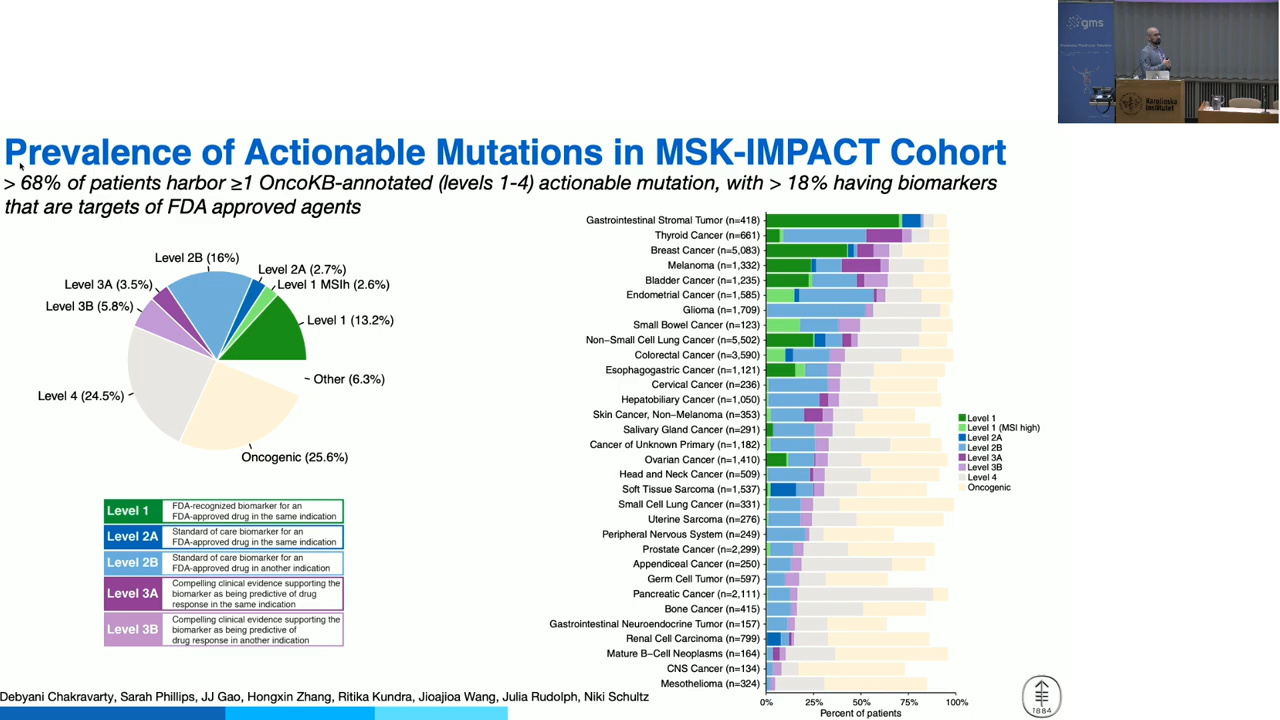 gms
Karolinska
Institutet
Prevalence of Actionable Mutations in MSK-IMPACT Cohort
> 68% of patients harbor ≥1 OncoKB-annotated (levels 1-4) actionable mutation, with > 18% having biomarkers
that are targets of FDA approved agents
Level 2B (16%)
Level 2A (2.7%)
Level 3A (3.5%)
Level 1 MSIh (2.6%)
Level 3B (5.8%)
Level 1 (13.2%)
Other (6.3%)
Level 4 (24.5%)
Oncogenic (25.6%)
Level 1
FDA-recognized biomarker for an
FDA-approved drug in the same indication
Level 2A
Standard of care biomarker for an
FDA-approved drug in the same indication
Level 2B
Standard of care biomarker for an
FDA-approved drug in another indication
Level 3A
Compelling clinical evidence supporting the
biomarker as being predictive of drug
response in the same indication
Level 3B
Compelling clinical evidence supporting the
biomarker as being predictive of
drug response in another indication
Gastrointestinal Stromal Tumor (n=418)
Thyroid Cancer (n=661)
Breast Cancer (n=5,083)
Melanoma (n=1,332)
Bladder Cancer (n=1,235)
Endometrial Cancer (n=1,585)
Glioma (n=1,709)
Small Bowel Cancer (n=123)
Non−Small Cell Lung Cancer (n=5,502)
Colorectal Cancer (n=3,590)
Esophagogastric Cancer (n=1,121)
Cervical Cancer (n=236)
Hepatobiliary Cancer (n=1,050)
Skin Cancer, Non−Melanoma (n=353)
Salivary Gland Cancer (n=291)
Cancer of Unknown Primary (n=1,182)
Ovarian Cancer (n=1,410)
Head and Neck Cancer (n=509)
Soft Tissue Sarcoma (n=1,537)
Small Cell Lung Cancer (n=331)
Uterine Sarcoma (n=276)
Peripheral Nervous System (n=249)
Prostate Cancer (n=2,299)
Appendiceal Cancer (n=250)
Germ Cell Tumor (n=597)
Pancreatic Cancer (n=2,111)
Bone Cancer (n=415)
Gastrointestinal Neuroendocrine Tumor (n=157)
Renal Cell Carcinoma (n=799)
Mature B−Cell Neoplasms (n=164)
CNS Cancer (n=134)
Mesothelioma (n=324)
0% 25% 50% 75% 100%
Percent of patients
Level 1
Level 1 (MSI high)
Level 2A
Level 2B
Level 3A
Level 3B
Level 4
Oncogenic
Debyani Chakravarty, Sarah Phillips, JJ Gao, Hongxin Zhang, Ritika Kundra, Jioajioa Wang, Julia Rudolph, Niki Schultz
1884